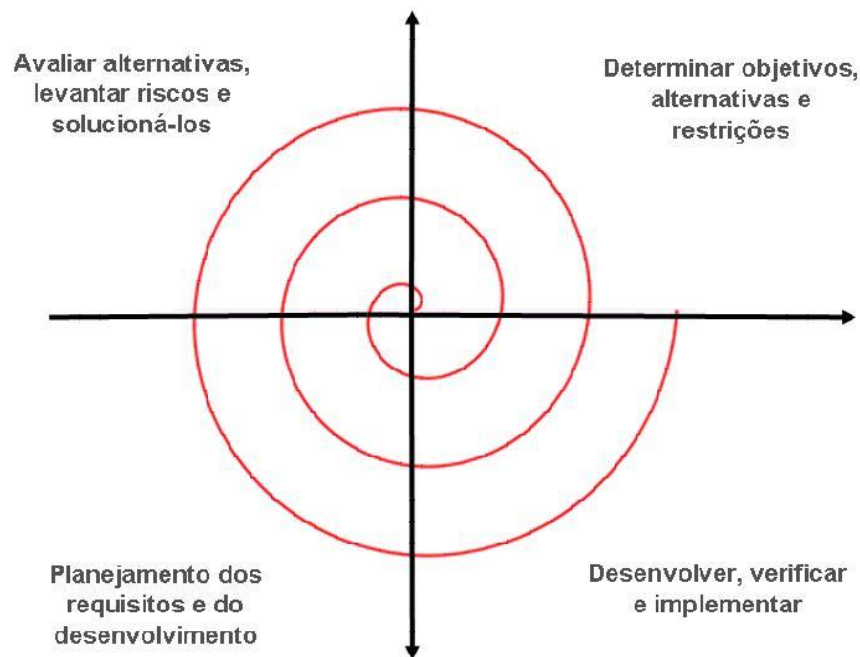 Avaliar alternativas,
levantar riscos e
solucioná-los
Determinar objetivos,
alternativas e
restrições
Planejamento dos
requisitos e do
desenvolvimento
Desenvolver, verificar
e implementar